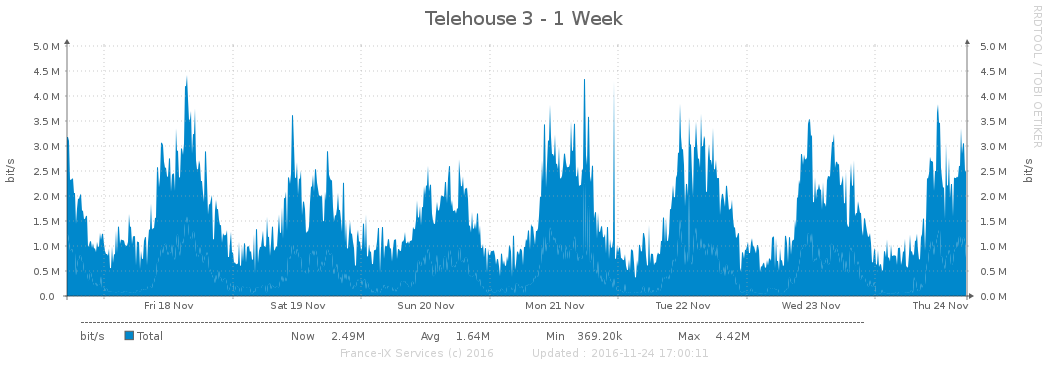 Telehouse 3 - 1 Week
RRDTOOL / TOBI OETIKER
bit/s
5.0 M 5.0 M
4.5 M 4.5 M
4.0 M 4.0 M
3.5 M 3.5 M
3.0 M 3.0 M
2.5 M 2.5 M
2.0 M 2.0 M
1.5 M 1.5 M
1.0 M 1.0 M
0.5 M 0.5 M
0.0 0.0 M
bit/s
Fri 18 Nov Sat 19 Nov Sun 20 Nov Mon 21 Nov Tue 22 Nov Wed 23 Nov Thu 24 Nov
bit/s Total Now 2.49M Avg 1.64M Min 369.20k Max 4.42M
France-IX Services (c) 2016 Updated : 2016-11-24 17:00:11